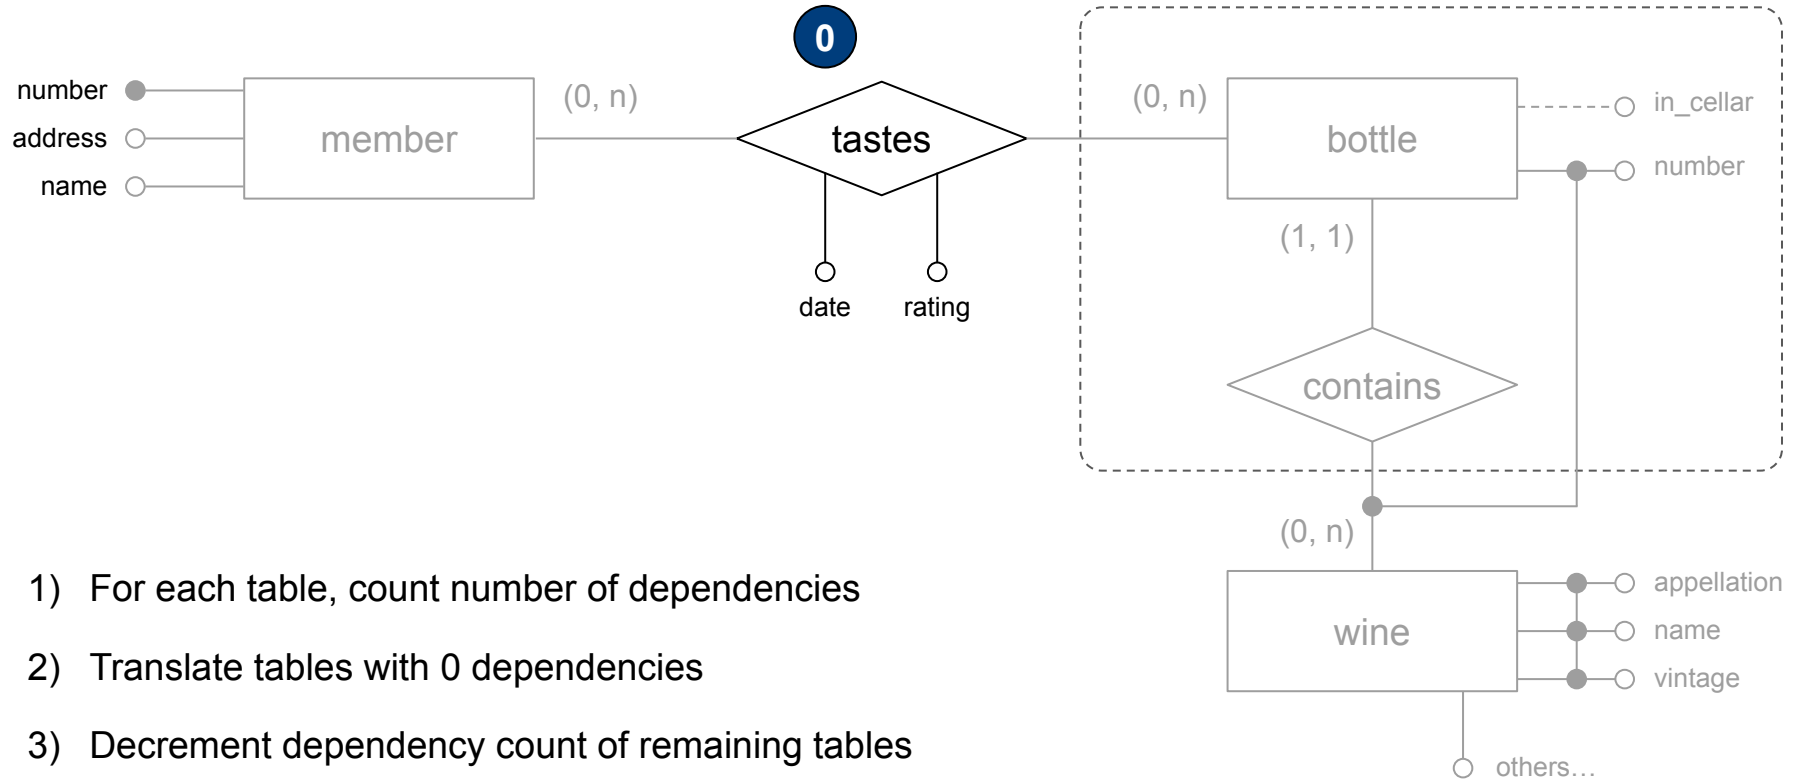 0
number
address
name
member
(0, n)
tastes
date
rating
(0, n)
bottle
in_cellar
number
(1, 1)
contains
(0, n)
wine
appellation
name
vintage
others…
1) For each table, count number of dependencies
2) Translate tables with 0 dependencies
3) Decrement dependency count of remaining tables